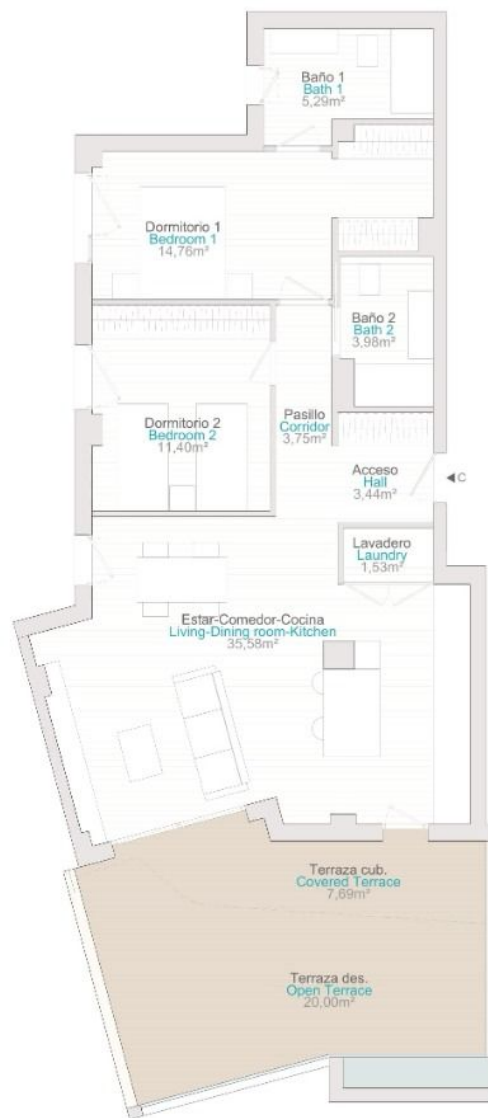 Baño 1
Bath 1
5,29m²
Dormitorio 1
Bedroom 1
14,76m²
Baño 2
Bath 2
3,98m²
Dormitorio 2
Bedroom 2
11,40m²
Pasillo
Corridor
3,75m²
Acceso
Hall
3,44m²
◄C
Lavadero
Laundry
1,53m²
Estar-Comedor-Cocina
Living-Dining room-Kitchen
35,58m²
Terraza cub.
Covered Terrace
7,69m²
Terraza des.
Open Terrace
20,00m²